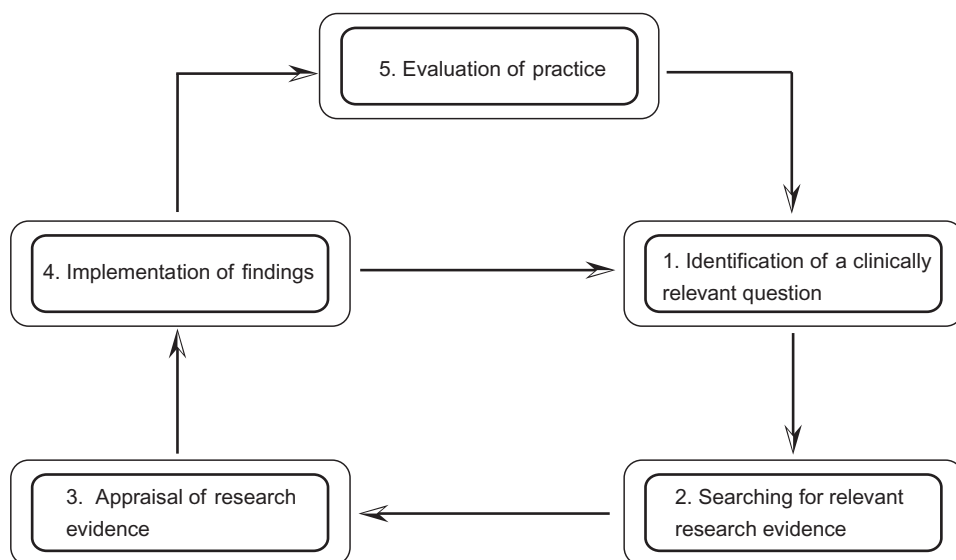 5. Evaluation of practice
4. Implementation of findings
1. Identification of a clinically
relevant question
3. Appraisal of research
evidence
2. Searching for relevant
research evidence